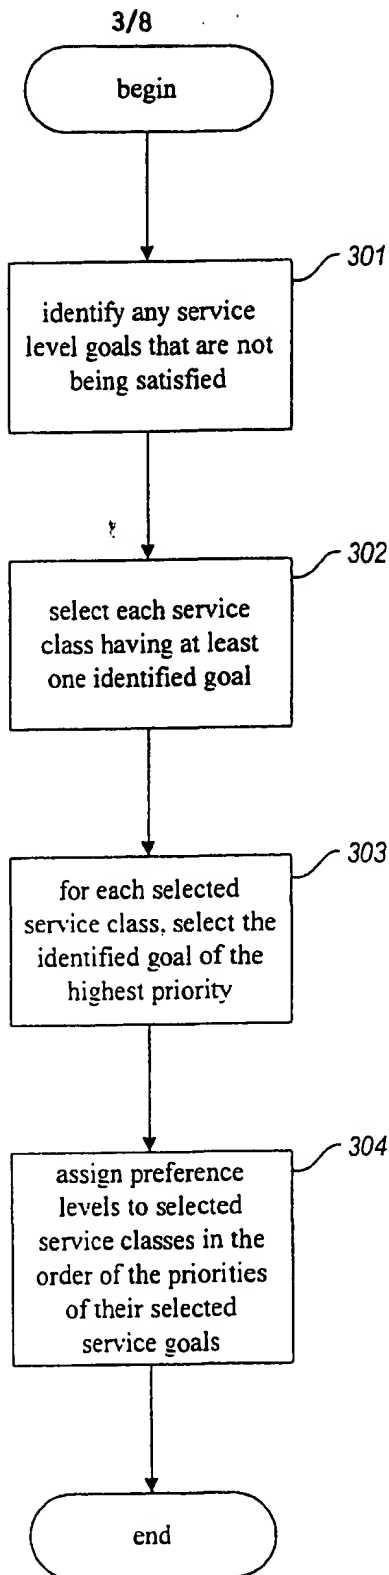 3/8
begin
301
identify any service
level goals that are not
being satisfied
302
select each service
class having at least
one identified goal
303
for each selected
service class, select the
identified goal of the
highest priority
304
assign preference
levels to selected
service classes in the
order of the priorities
of their selected
service goals
end